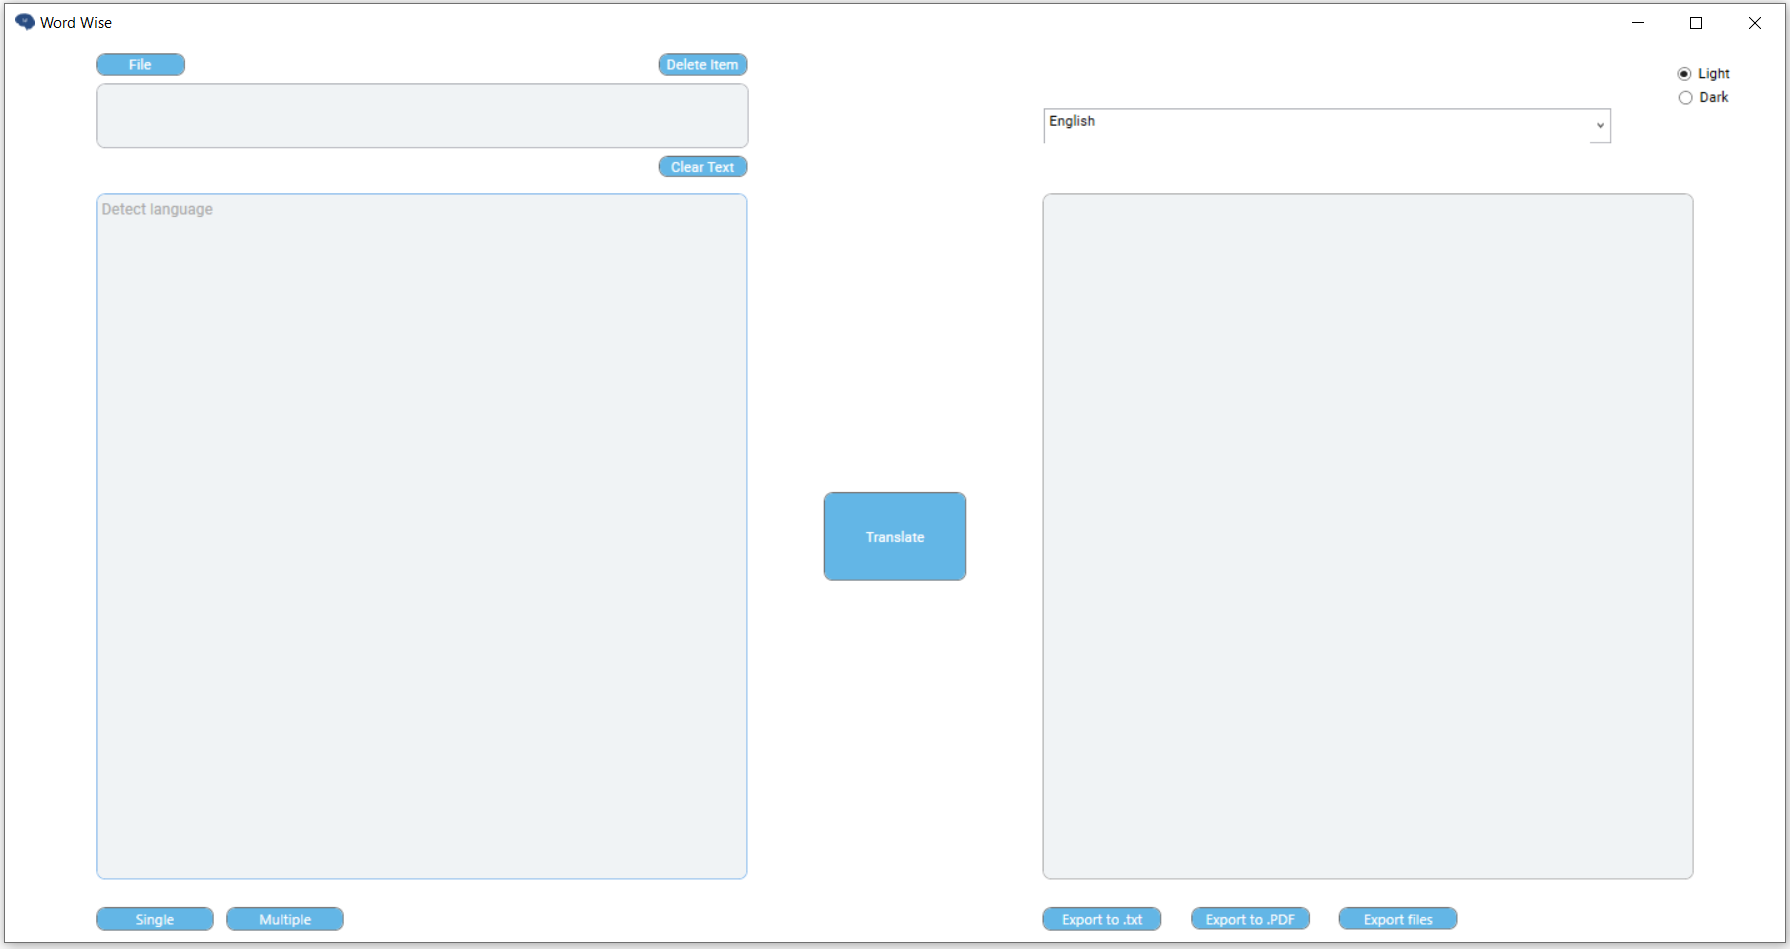 Word Wise
File
Delete Item
Light
Dark
English
Clear Text
Detect language
Translate
Single
Multiple
Export to .txt
Export to .PDF
Export files